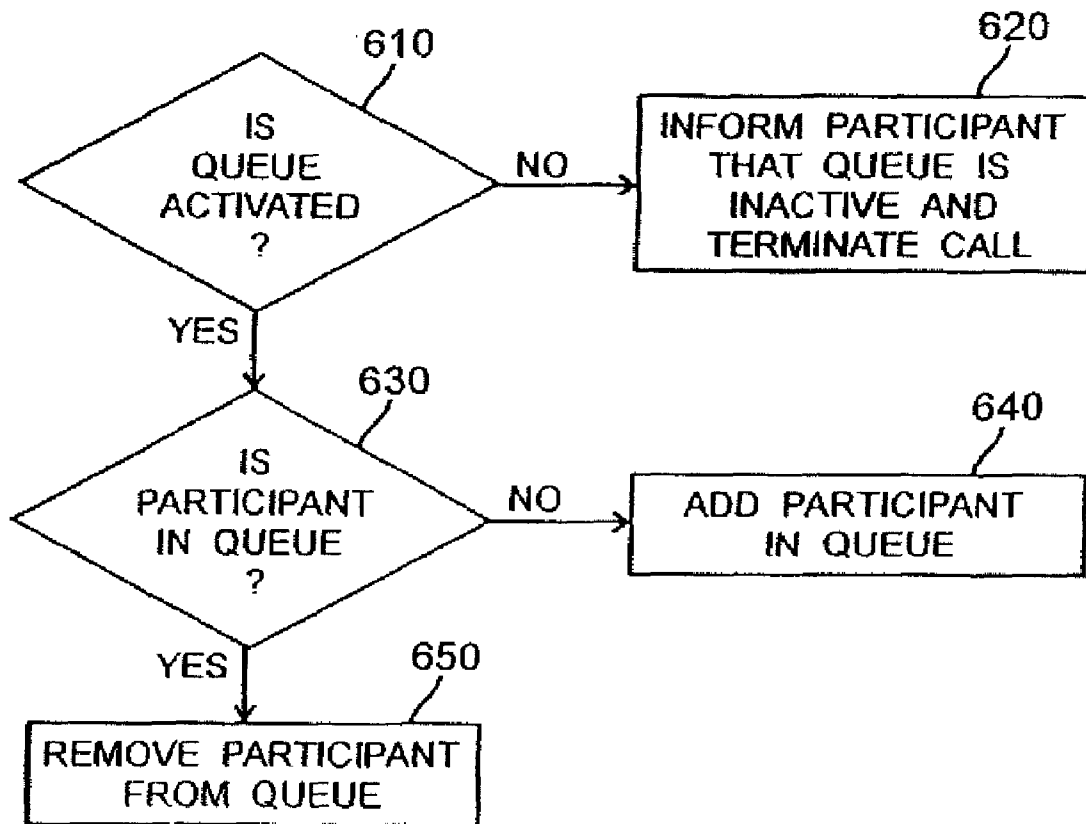 610
IS
QUEUE
ACTIVATED
?
NO
620
INFORM PARTICIPANT
THAT QUEUE IS
INACTIVE AND
TERMINATE CALL
YES
630
IS
PARTICIPANT
IN QUEUE
?
NO
640
ADD PARTICIPANT
IN QUEUE
YES
650
REMOVE PARTICIPANT
FROM QUEUE